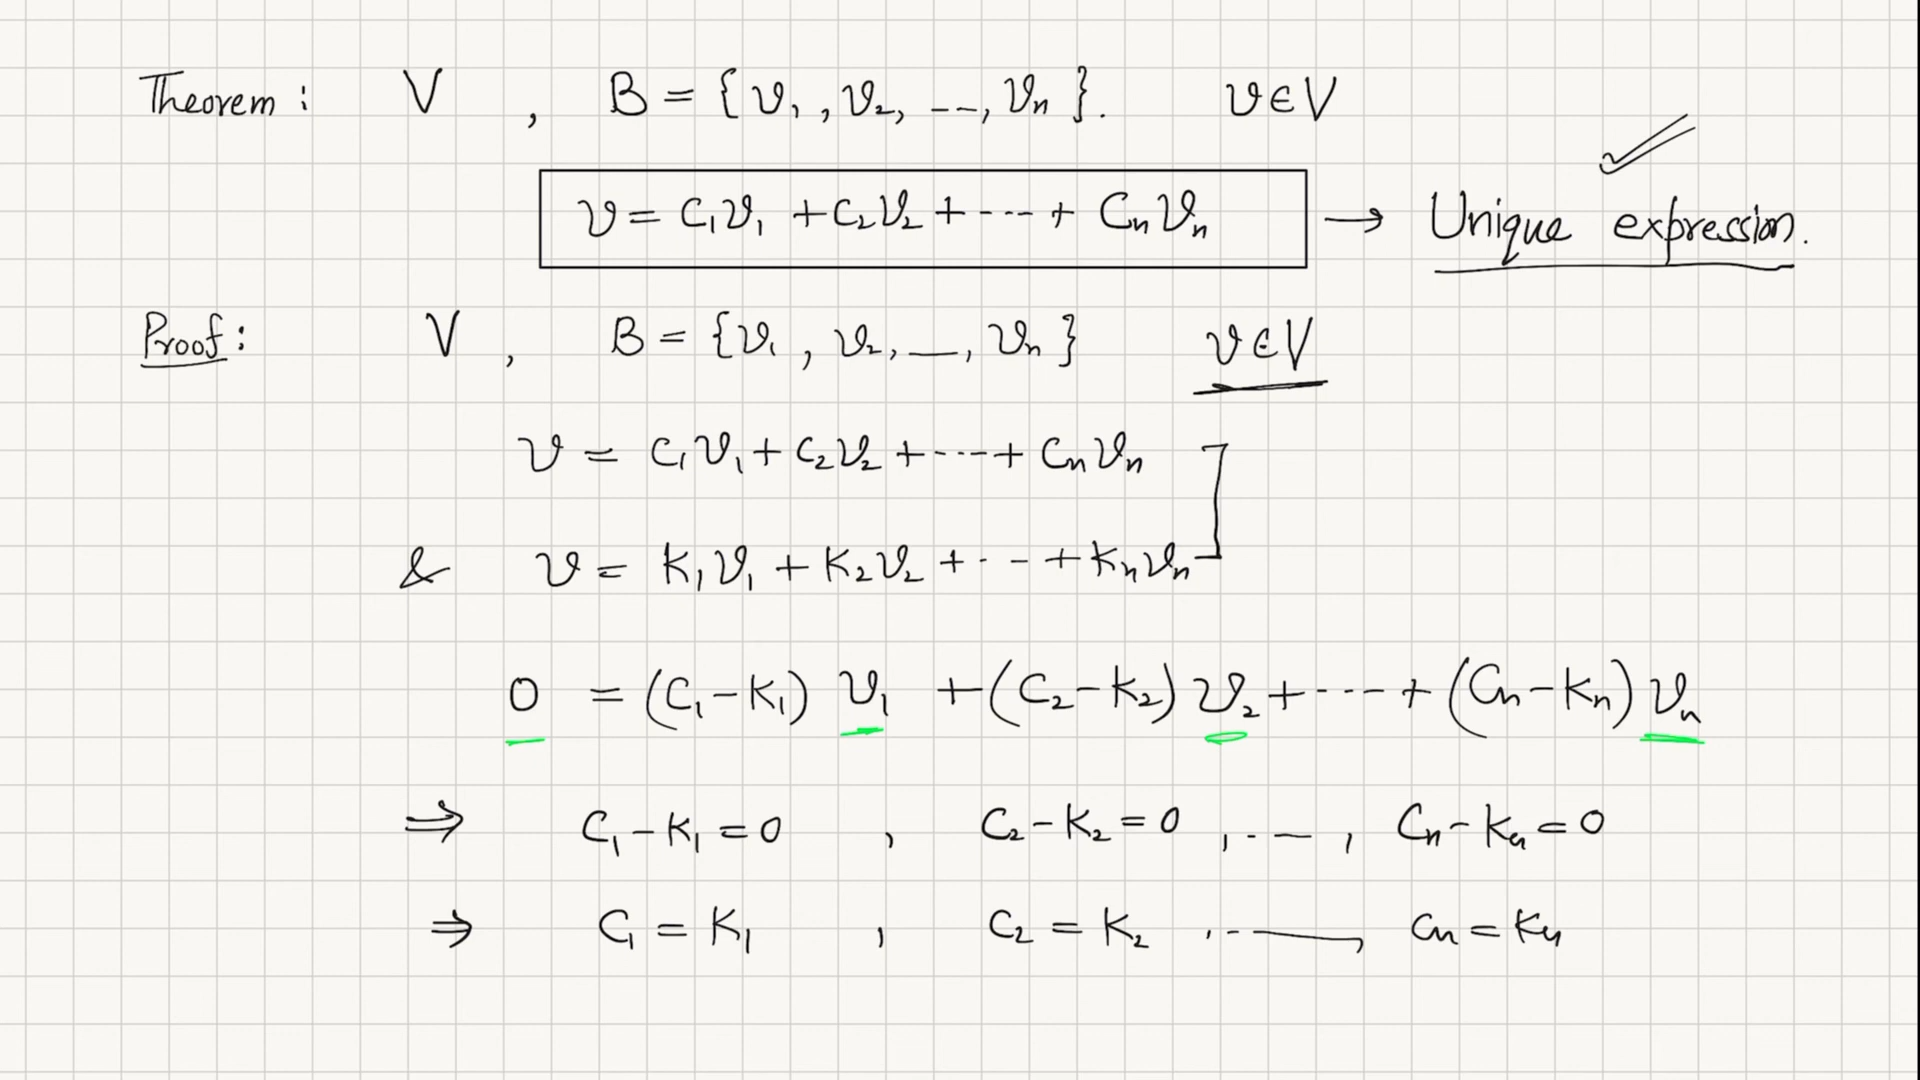 Theorem : V , B = {v₁, v₂, ---, vₙ}. v∈V
v = c₁v₁ + c₂v₂ + ---- + cₙvₙ → Unique expression.
Proof : V , B = {v₁, v₂, —, vₙ} v∈V
v = c₁v₁ + c₂v₂ + ---- + cₙvₙ
& v = k₁v₁ + k₂v₂ + --- + kₙvₙ
0 = (c₁-k₁) v₁ + (c₂-k₂) v₂ + ---- + (cₙ-kₙ) vₙ
⇒ c₁-k₁ = 0 , c₂-k₂ = 0 , --- , cₙ-kₙ = 0
⇒ c₁ = k₁ , c₂ = k₂ , ---- , cₙ = kₙ